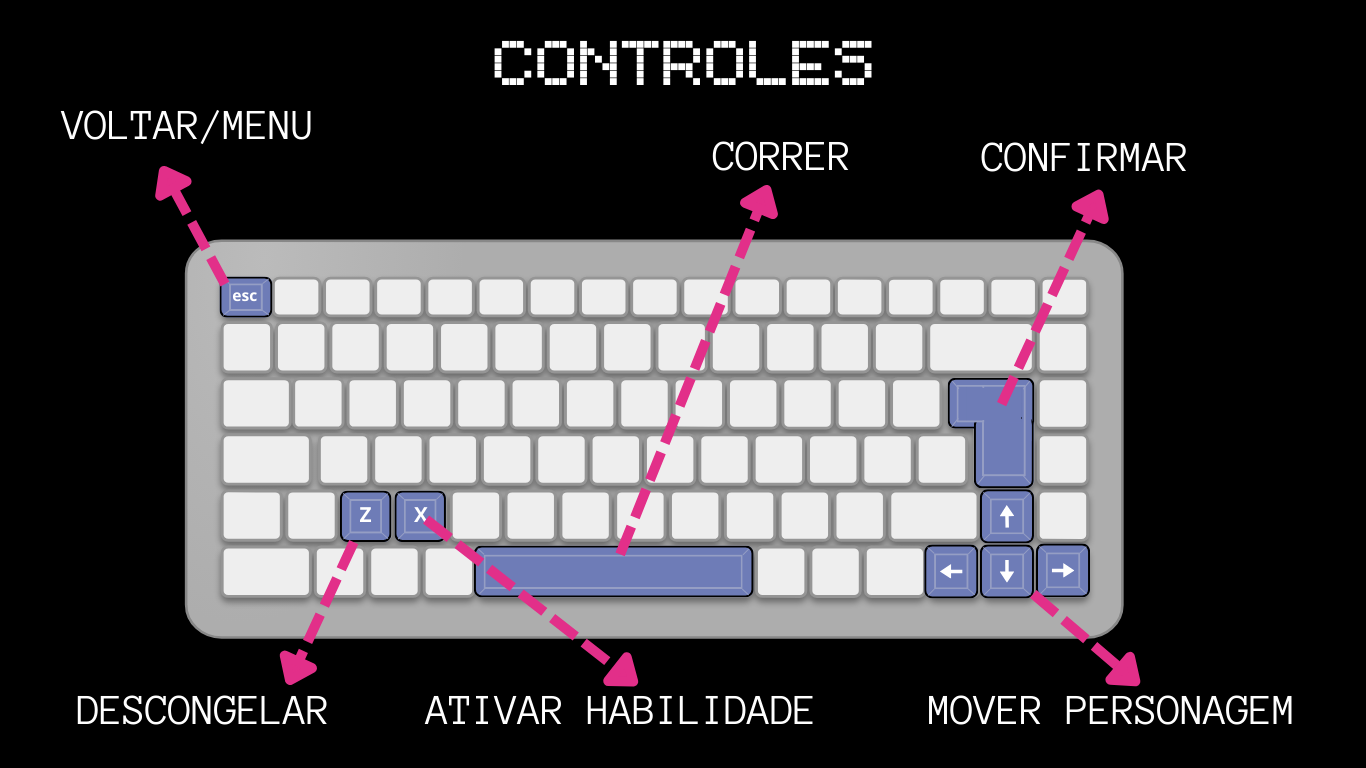 CONTROLES
VOLTAR/MENU
CORRER
CONFIRMAR
esc
Z
X
↑
←
↓
→
DESCONGELAR
ATIVAR HABILIDADE
MOVER PERSONAGEM